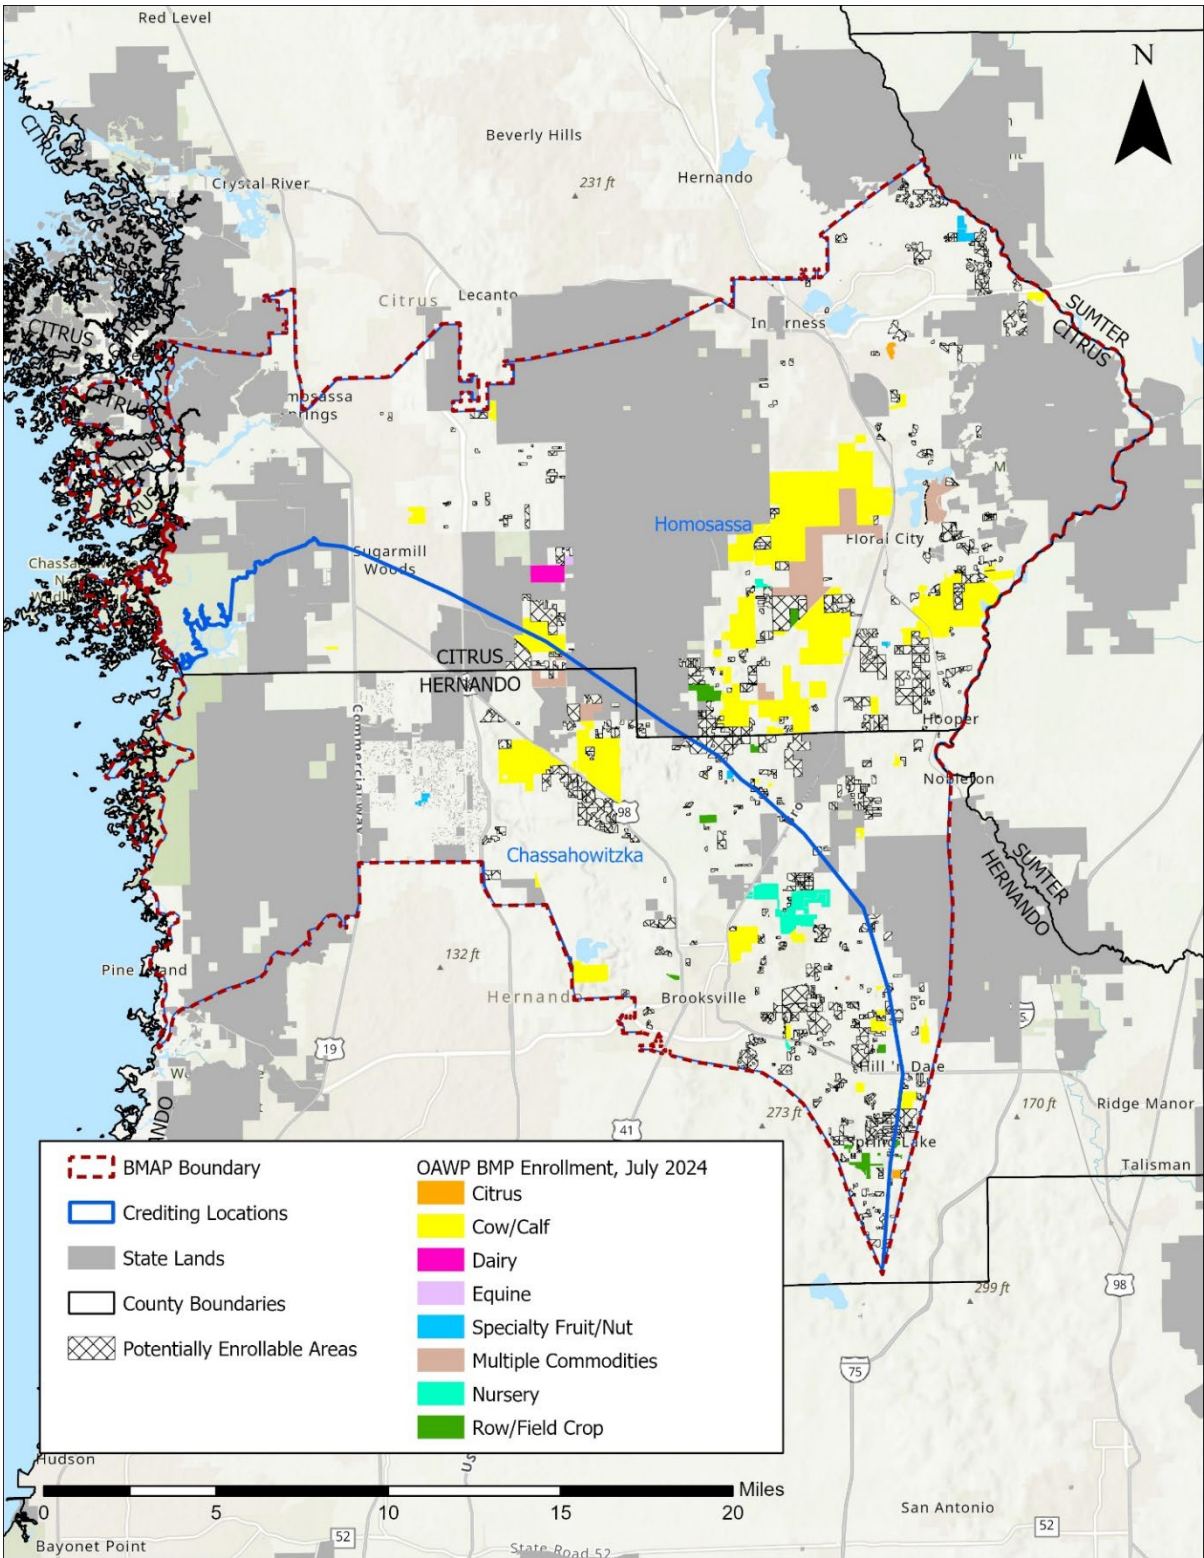 Red Level
N
CITRUS
Beverly Hills
Hernando
Crystal River
231 ft
Citrus
Lecanto
SUMTER
CITRUS
CITRUS
CITRUS
CITRUS
Homosassa
Floral City
Sugarmill
Woods
CITRUS
HERNANDO
Hooper
Nobleton
Commercial Way
98
Chassahowitzka
SUMTER
HERNANDO
132 ft
Pine Island
Hernando
Brooksville
19
Hill 'n Dale
41
273 ft
170 ft
Ridge Manor
Spring Lake
Talisman
BMAP Boundary
Crediting Locations
State Lands
County Boundaries
Potentially Enrollable Areas
OAWP BMP Enrollment, July 2024
Citrus
Cow/Calf
Dairy
Equine
Specialty Fruit/Nut
Multiple Commodities
Nursery
Row/Field Crop
299 ft
98
75
Hudson
US
0
5
10
15
20
Miles
San Antonio
52
52
State Road 52
Bayonet Point